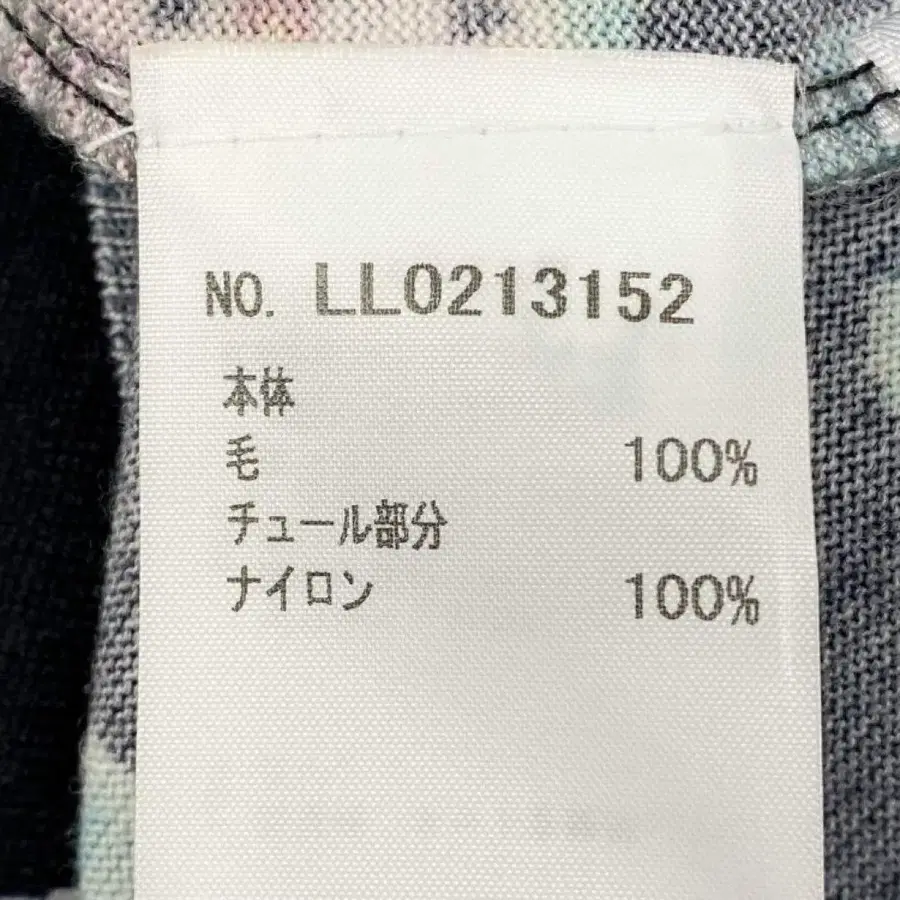 NO. LL0213152
本体
毛 100%
チュール部分
ナイロン 100%